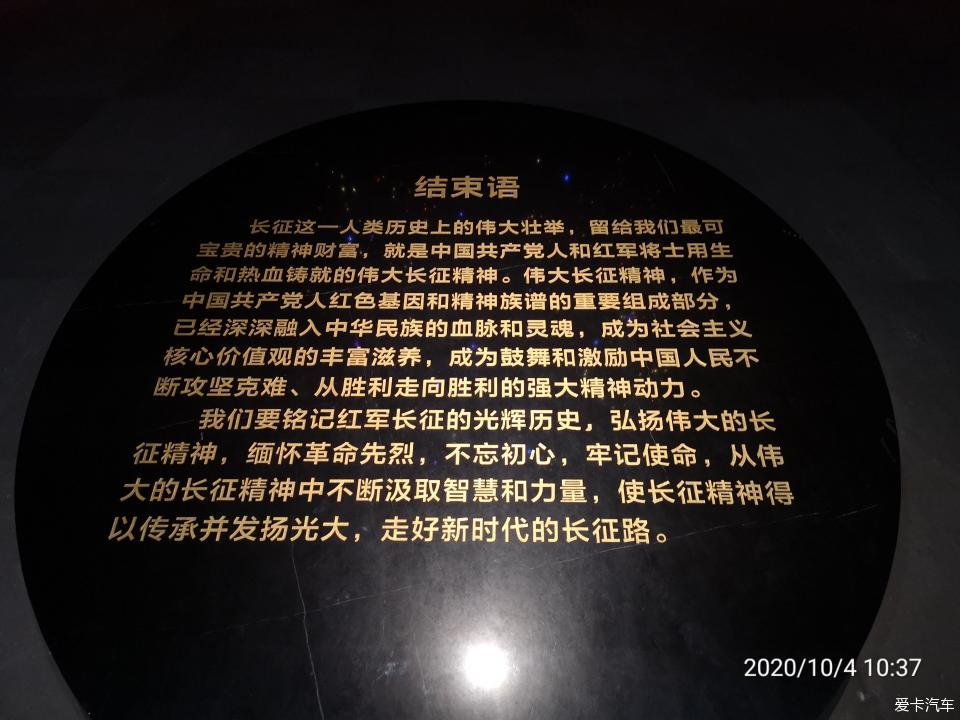 结束语
长征这一人类历史上的伟大壮举，留给我们最可
宝贵的精神财富，就是中国共产党人和红军将士用生
命和热血铸就的伟大长征精神。伟大长征精神，作为
中国共产党人红色基因和精神族谱的重要组成部分，
已经深深融入中华民族的血脉和灵魂，成为社会主义
核心价值观的丰富滋养，成为鼓舞和激励中国人民不
断攻坚克难、从胜利走向胜利的强大精神动力。
我们要铭记红军长征的光辉历史，弘扬伟大的长
征精神，缅怀革命先烈，不忘初心，牢记使命，从伟
大的长征精神中不断汲取智慧和力量，使长征精神得
以传承并发扬光大，走好新时代的长征路。
2020/10/4 10:37
爱卡汽车